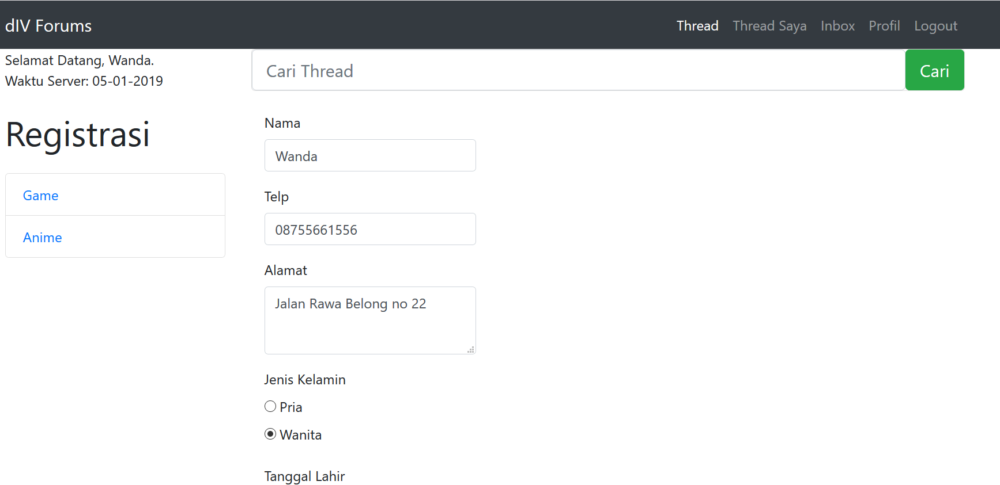 dIV Forums
Thread Thread Saya Inbox Profil Logout
Selamat Datang, Wanda.
Waktu Server: 05-01-2019
Cari Thread
Cari
Registrasi
Game
Anime
Nama
Wanda
Telp
08755661556
Alamat
Jalan Rawa Belong no 22
Jenis Kelamin
Pria
Wanita
Tanggal Lahir